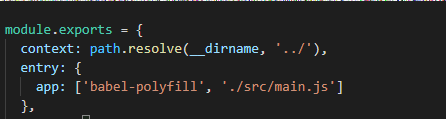 module.exports = {
  context: path.resolve(__dirname, '../'),
  entry: {
    app: ['babel-polyfill', './src/main.js']
  },